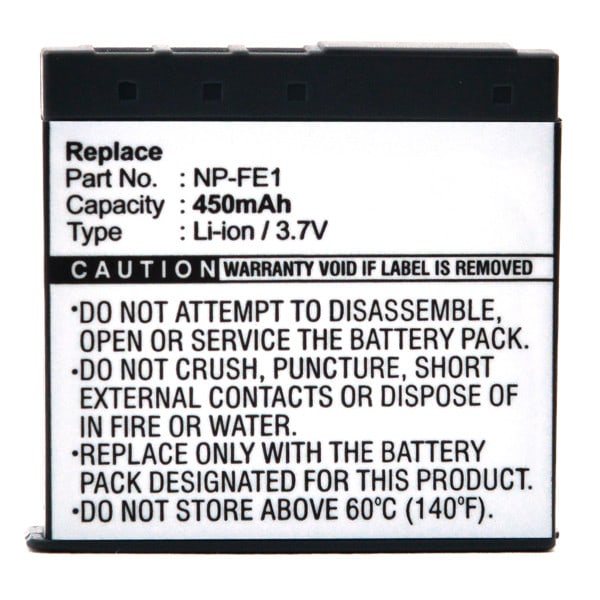 Replace
Part No. : NP-FE1
Capacity : 450mAh
Type : Li-ion / 3.7V
CAUTION WARRANTY VOID IF LABEL IS REMOVED
•DO NOT ATTEMPT TO DISASSEMBLE,
OPEN OR SERVICE THE BATTERY PACK.
•DO NOT CRUSH, PUNCTURE, SHORT
EXTERNAL CONTACTS OR DISPOSE OF
IN FIRE OR WATER.
•REPLACE ONLY WITH THE BATTERY
PACK DESIGNATED FOR THIS PRODUCT.
•DO NOT STORE ABOVE 60ºC (140ºF).